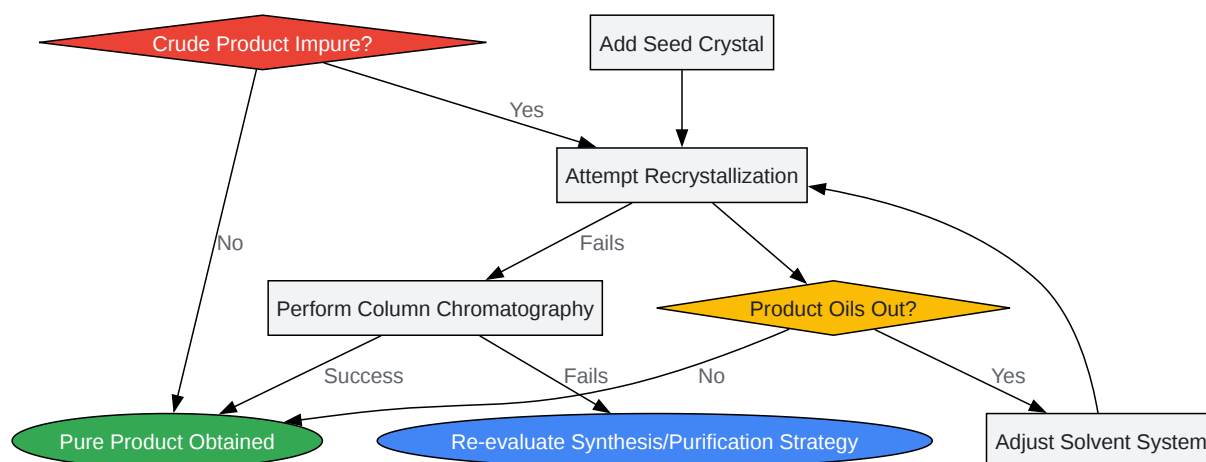 Crude Product Impure?
Add Seed Crystal
Yes
Attempt Recrystallization
No
Fails
Perform Column Chromatography
Product Oils Out?
Success
Fails
No
Yes
Pure Product Obtained
Re-evaluate Synthesis/Purification Strategy
Adjust Solvent System